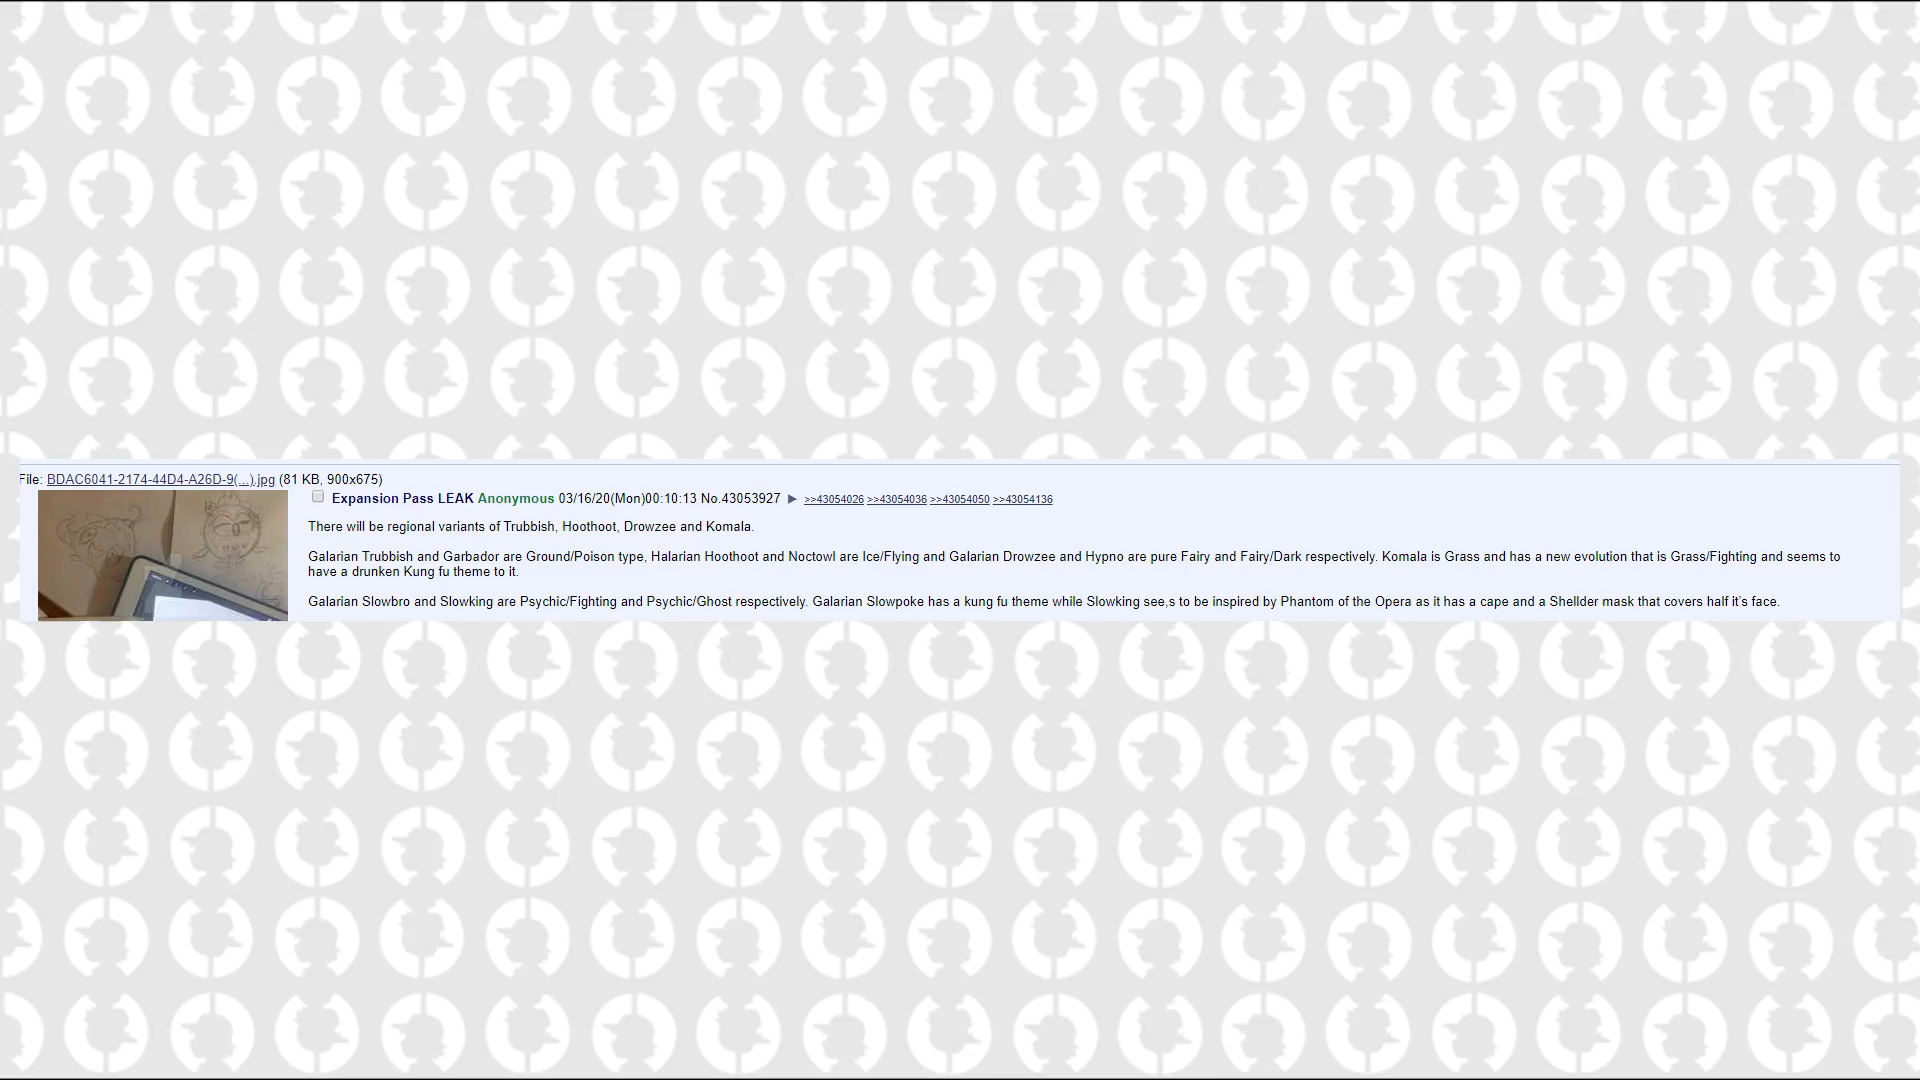 File: BDAC6041-2174-44D4-A26D-9(...).jpg (81 KB, 900x675)
Expansion Pass LEAK Anonymous 03/16/20(Mon)00:10:13 No.43053927 ▶ >>43054026 >>43054036 >>43054050 >>43054136
There will be regional variants of Trubbish, Hoothoot, Drowzee and Komala.
Galarian Trubbish and Garbador are Ground/Poison type, Halarian Hoothoot and Noctowl are Ice/Flying and Galarian Drowzee and Hypno are pure Fairy and Fairy/Dark respectively. Komala is Grass and has a new evolution that is Grass/Fighting and seems to
have a drunken Kung fu theme to it.
Galarian Slowbro and Slowking are Psychic/Fighting and Psychic/Ghost respectively. Galarian Slowpoke has a kung fu theme while Slowking see,s to be inspired by Phantom of the Opera as it has a cape and a Shellder mask that covers half it's face.